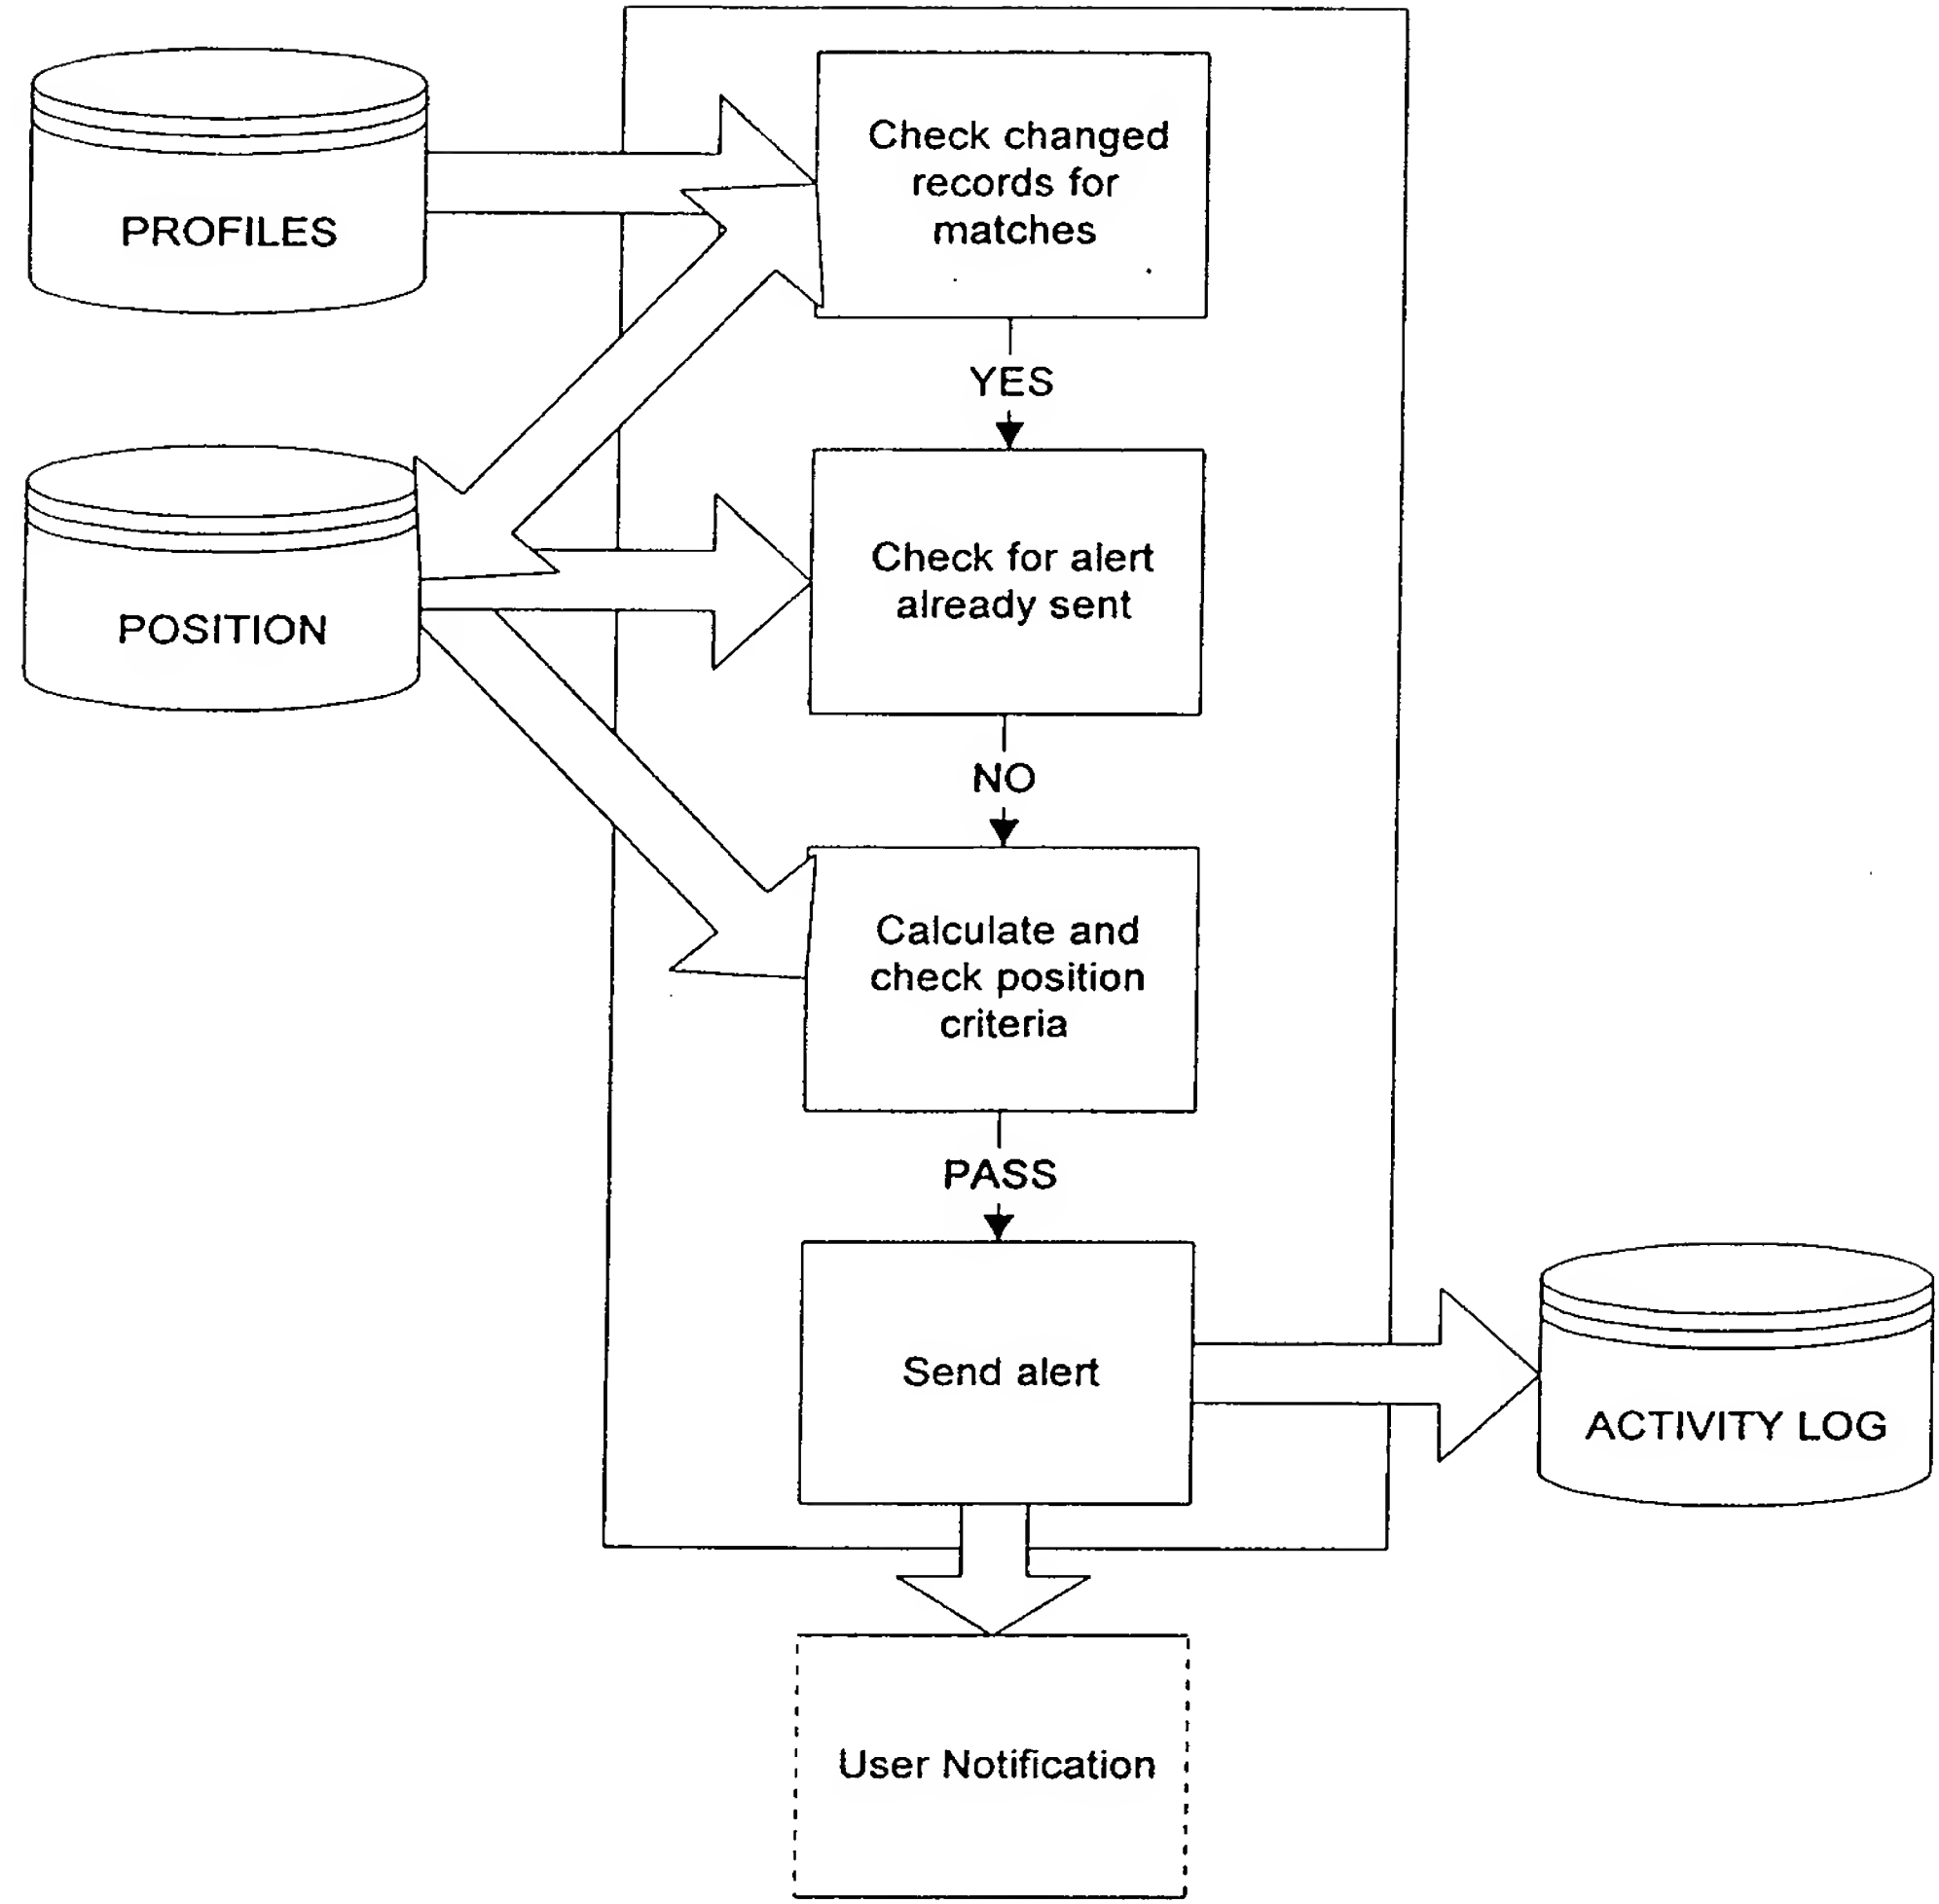 PROFILES
Check changed
records for
matches
YES
POSITION
Check for alert
already sent
NO
Calculate and
check position
criteria
PASS
Send alert
ACTIVITY LOG
User Notification